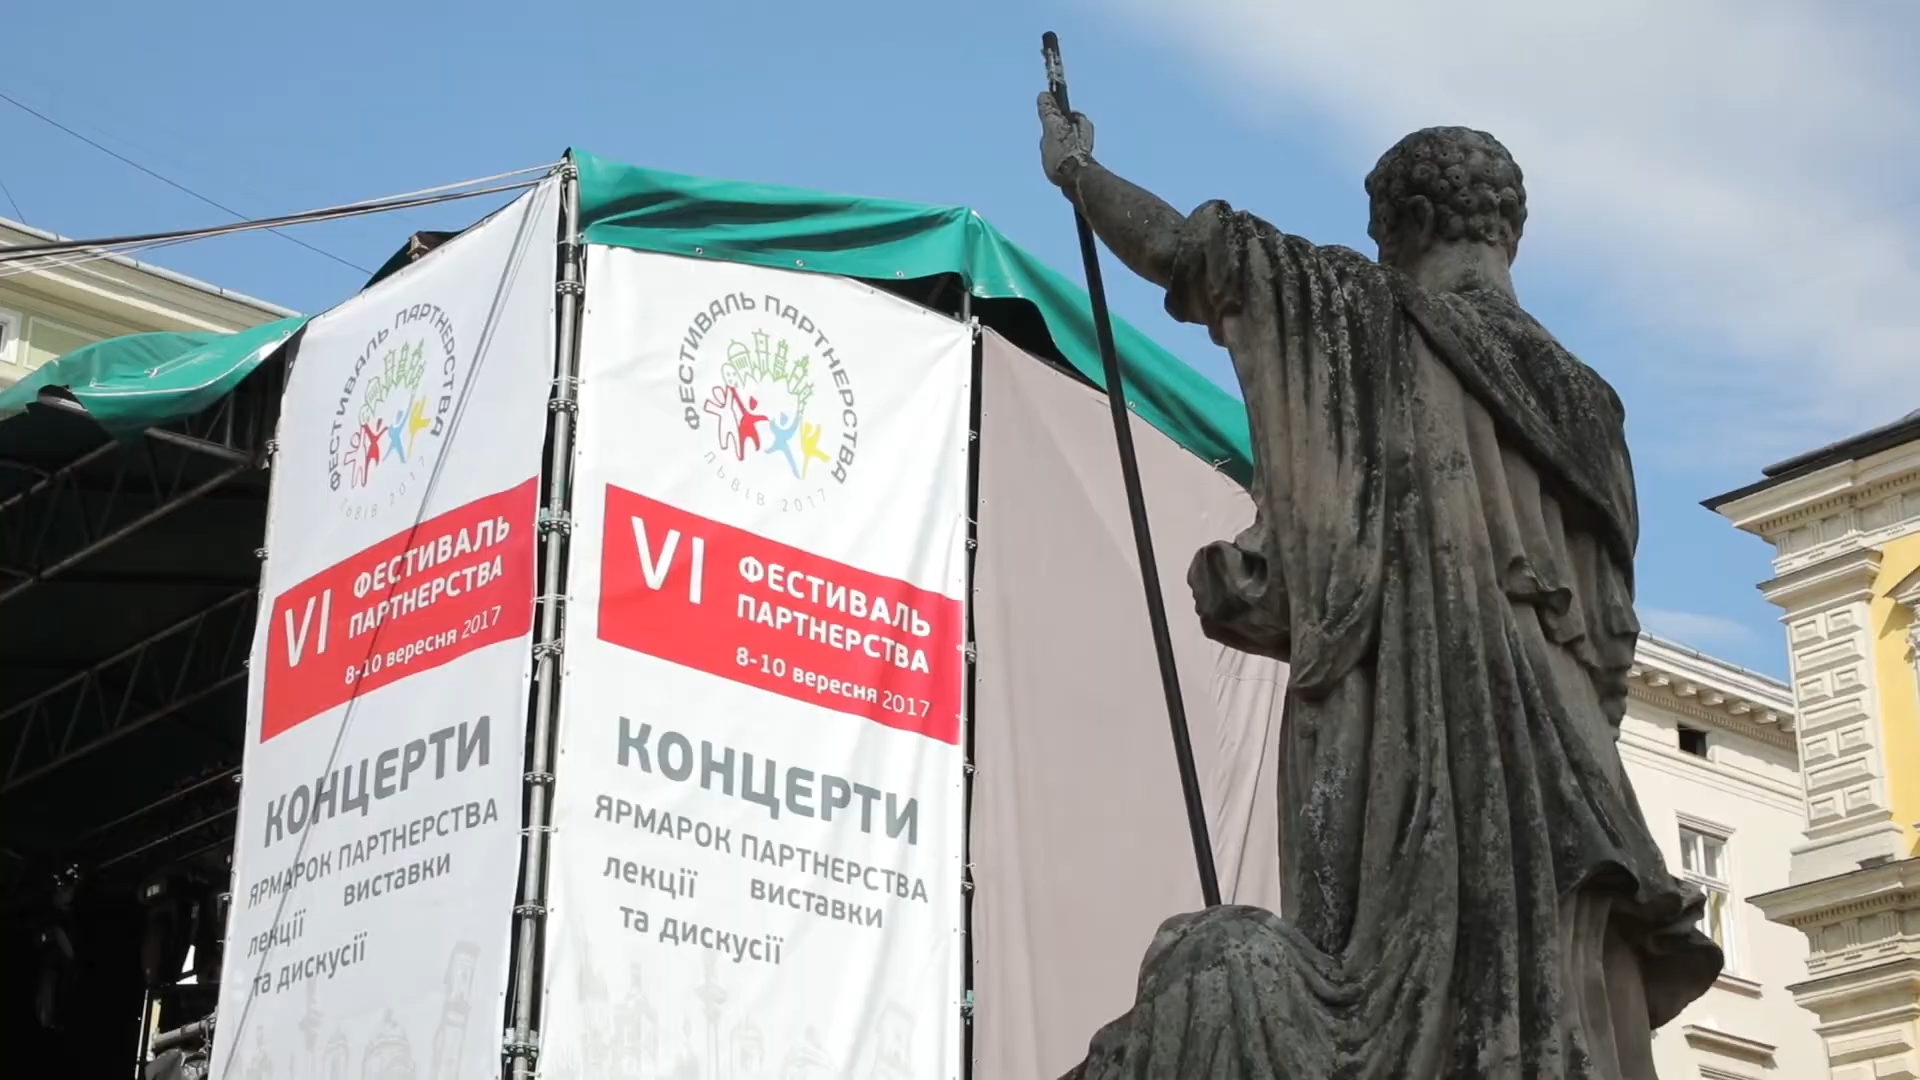 ФЕСТИВАЛЬ ПАРТНЕРСТВА
ЛЬВІВ 2017
VI ФЕСТИВАЛЬ
ПАРТНЕРСТВА
8-10 вересня 2017
КОНЦЕРТИ
ЯРМАРОК ПАРТНЕРСТВА
виставки
лекції
та дискусії
ФЕСТИВАЛЬ ПАРТНЕРСТВА
ЛЬВІВ 2017
VI ФЕСТИВАЛЬ
ПАРТНЕРСТВА
8-10 вересня 2017
КОНЦЕРТИ
ЯРМАРОК ПАРТНЕРСТВА
лекції виставки
та дискусії